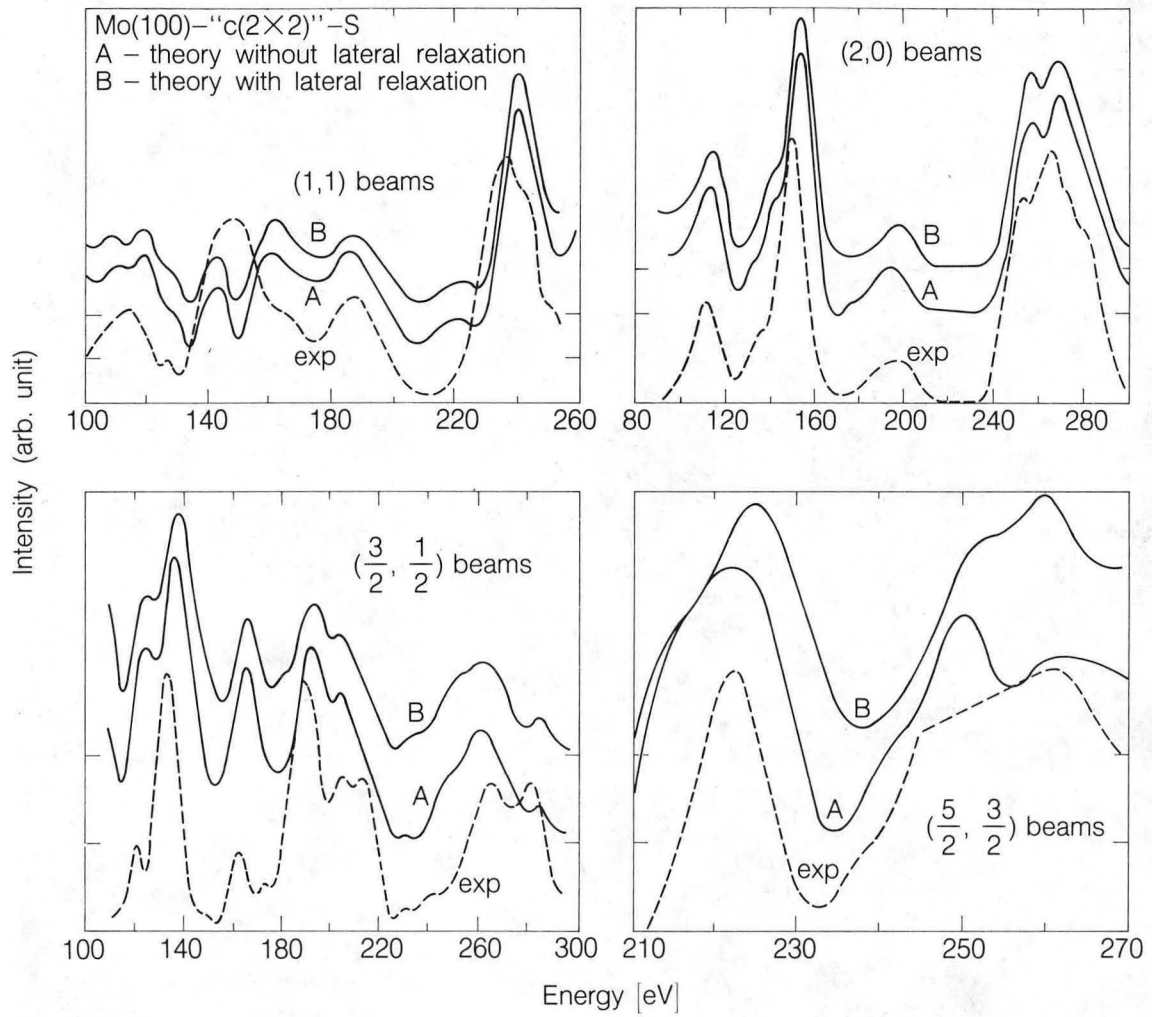 Mo(100)-"c(2×2)"-S
A - theory without lateral relaxation
B - theory with lateral relaxation
(1,1) beams
B
A
exp
100 140 180 220 260
(2,0) beams
B
A
exp
80 120 160 200 240 280
Intensity (arb. unit)
(3/2, 1/2) beams
B
A
exp
100 140 180 220 260 300
B
A
exp
(5/2, 3/2) beams
210 220 230 240 250 260 270
Energy [eV]